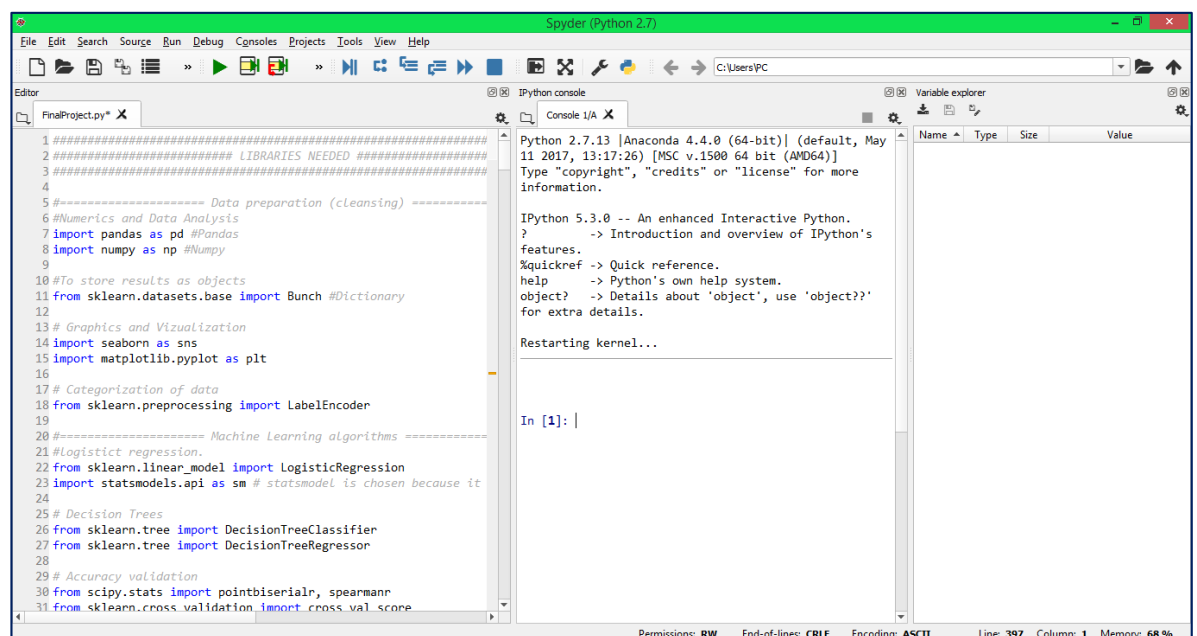 Spyder (Python 2.7)
File Edit Search Source Run Debug Consoles Projects Tools View Help
C:\Users\PC
Editor
FinalProject.py*
1 ##############################################################
2 ########################## LIBRARIES NEEDED ###################
3 ##############################################################
4
5 #===================== Data preparation (cleansing) ===========
6 #Numerics and Data Analysis
7 import pandas as pd #Pandas
8 import numpy as np #Numpy
9
10 #To store results as objects
11 from sklearn.datasets.base import Bunch #Dictionary
12
13 # Graphics and Vizualization
14 import seaborn as sns
15 import matplotlib.pyplot as plt
16
17 # Categorization of data
18 from sklearn.preprocessing import LabelEncoder
19
20 #===================== Machine Learning algorithms ============
21 #logistict regression.
22 from sklearn.linear_model import LogisticRegression
23 import statsmodels.api as sm # statsmodel is chosen because it
24
25 # Decision Trees
26 from sklearn.tree import DecisionTreeClassifier
27 from sklearn.tree import DecisionTreeRegressor
28
29 # Accuracy validation
30 from scipy.stats import pointbiserialr, spearmanr
31 from sklearn.cross_validation import cross_val_score
IPython console
Console 1/A
Python 2.7.13 |Anaconda 4.4.0 (64-bit)| (default, May
11 2017, 13:17:26) [MSC v.1500 64 bit (AMD64)]
Type "copyright", "credits" or "license" for more
information.
IPython 5.3.0 -- An enhanced Interactive Python.
? -> Introduction and overview of IPython's
features.
%quickref -> Quick reference.
help -> Python's own help system.
object? -> Details about 'object', use 'object??'
for extra details.
Restarting kernel...
In [1]:
Variable explorer
Name Type Size Value
Permissions: RW End-of-lines: CRLF Encoding: ASCII Line: 397 Column: 1 Memory: 68 %